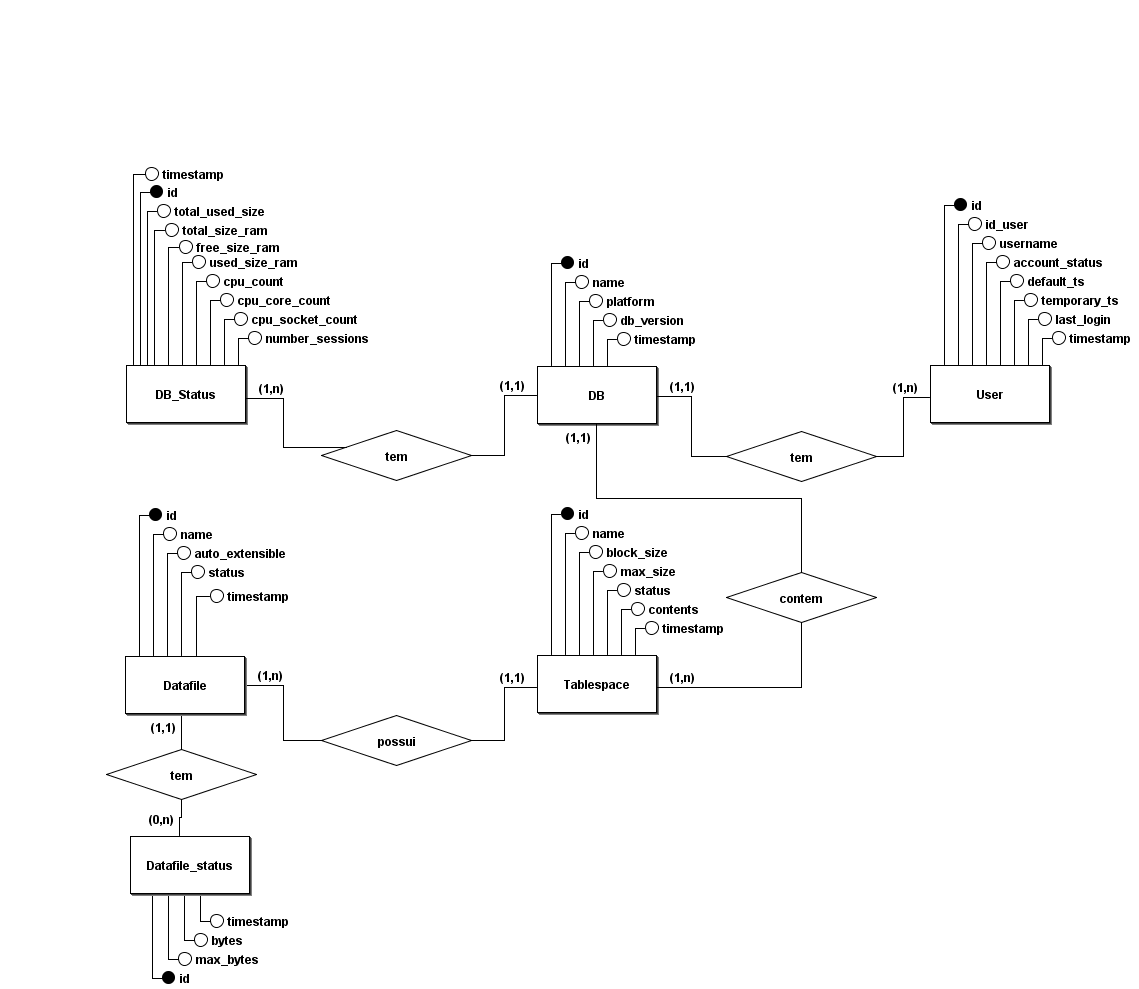 timestamp
id
total_used_size
total_size_ram
free_size_ram
used_size_ram
cpu_count
cpu_core_count
cpu_socket_count
number_sessions
DB_Status
(1,n)
tem
(1,1)
id
name
platform
db_version
timestamp
DB
(1,1)
(1,1)
tem
(1,n)
id
id_user
username
account_status
default_ts
temporary_ts
last_login
timestamp
User
contem
id
name
auto_extensible
status
timestamp
Datafile
(1,n)
possui
(1,1)
id
name
block_size
max_size
status
contents
timestamp
Tablespace
(1,n)
(1,1)
tem
(0,n)
Datafile_status
timestamp
bytes
max_bytes
id